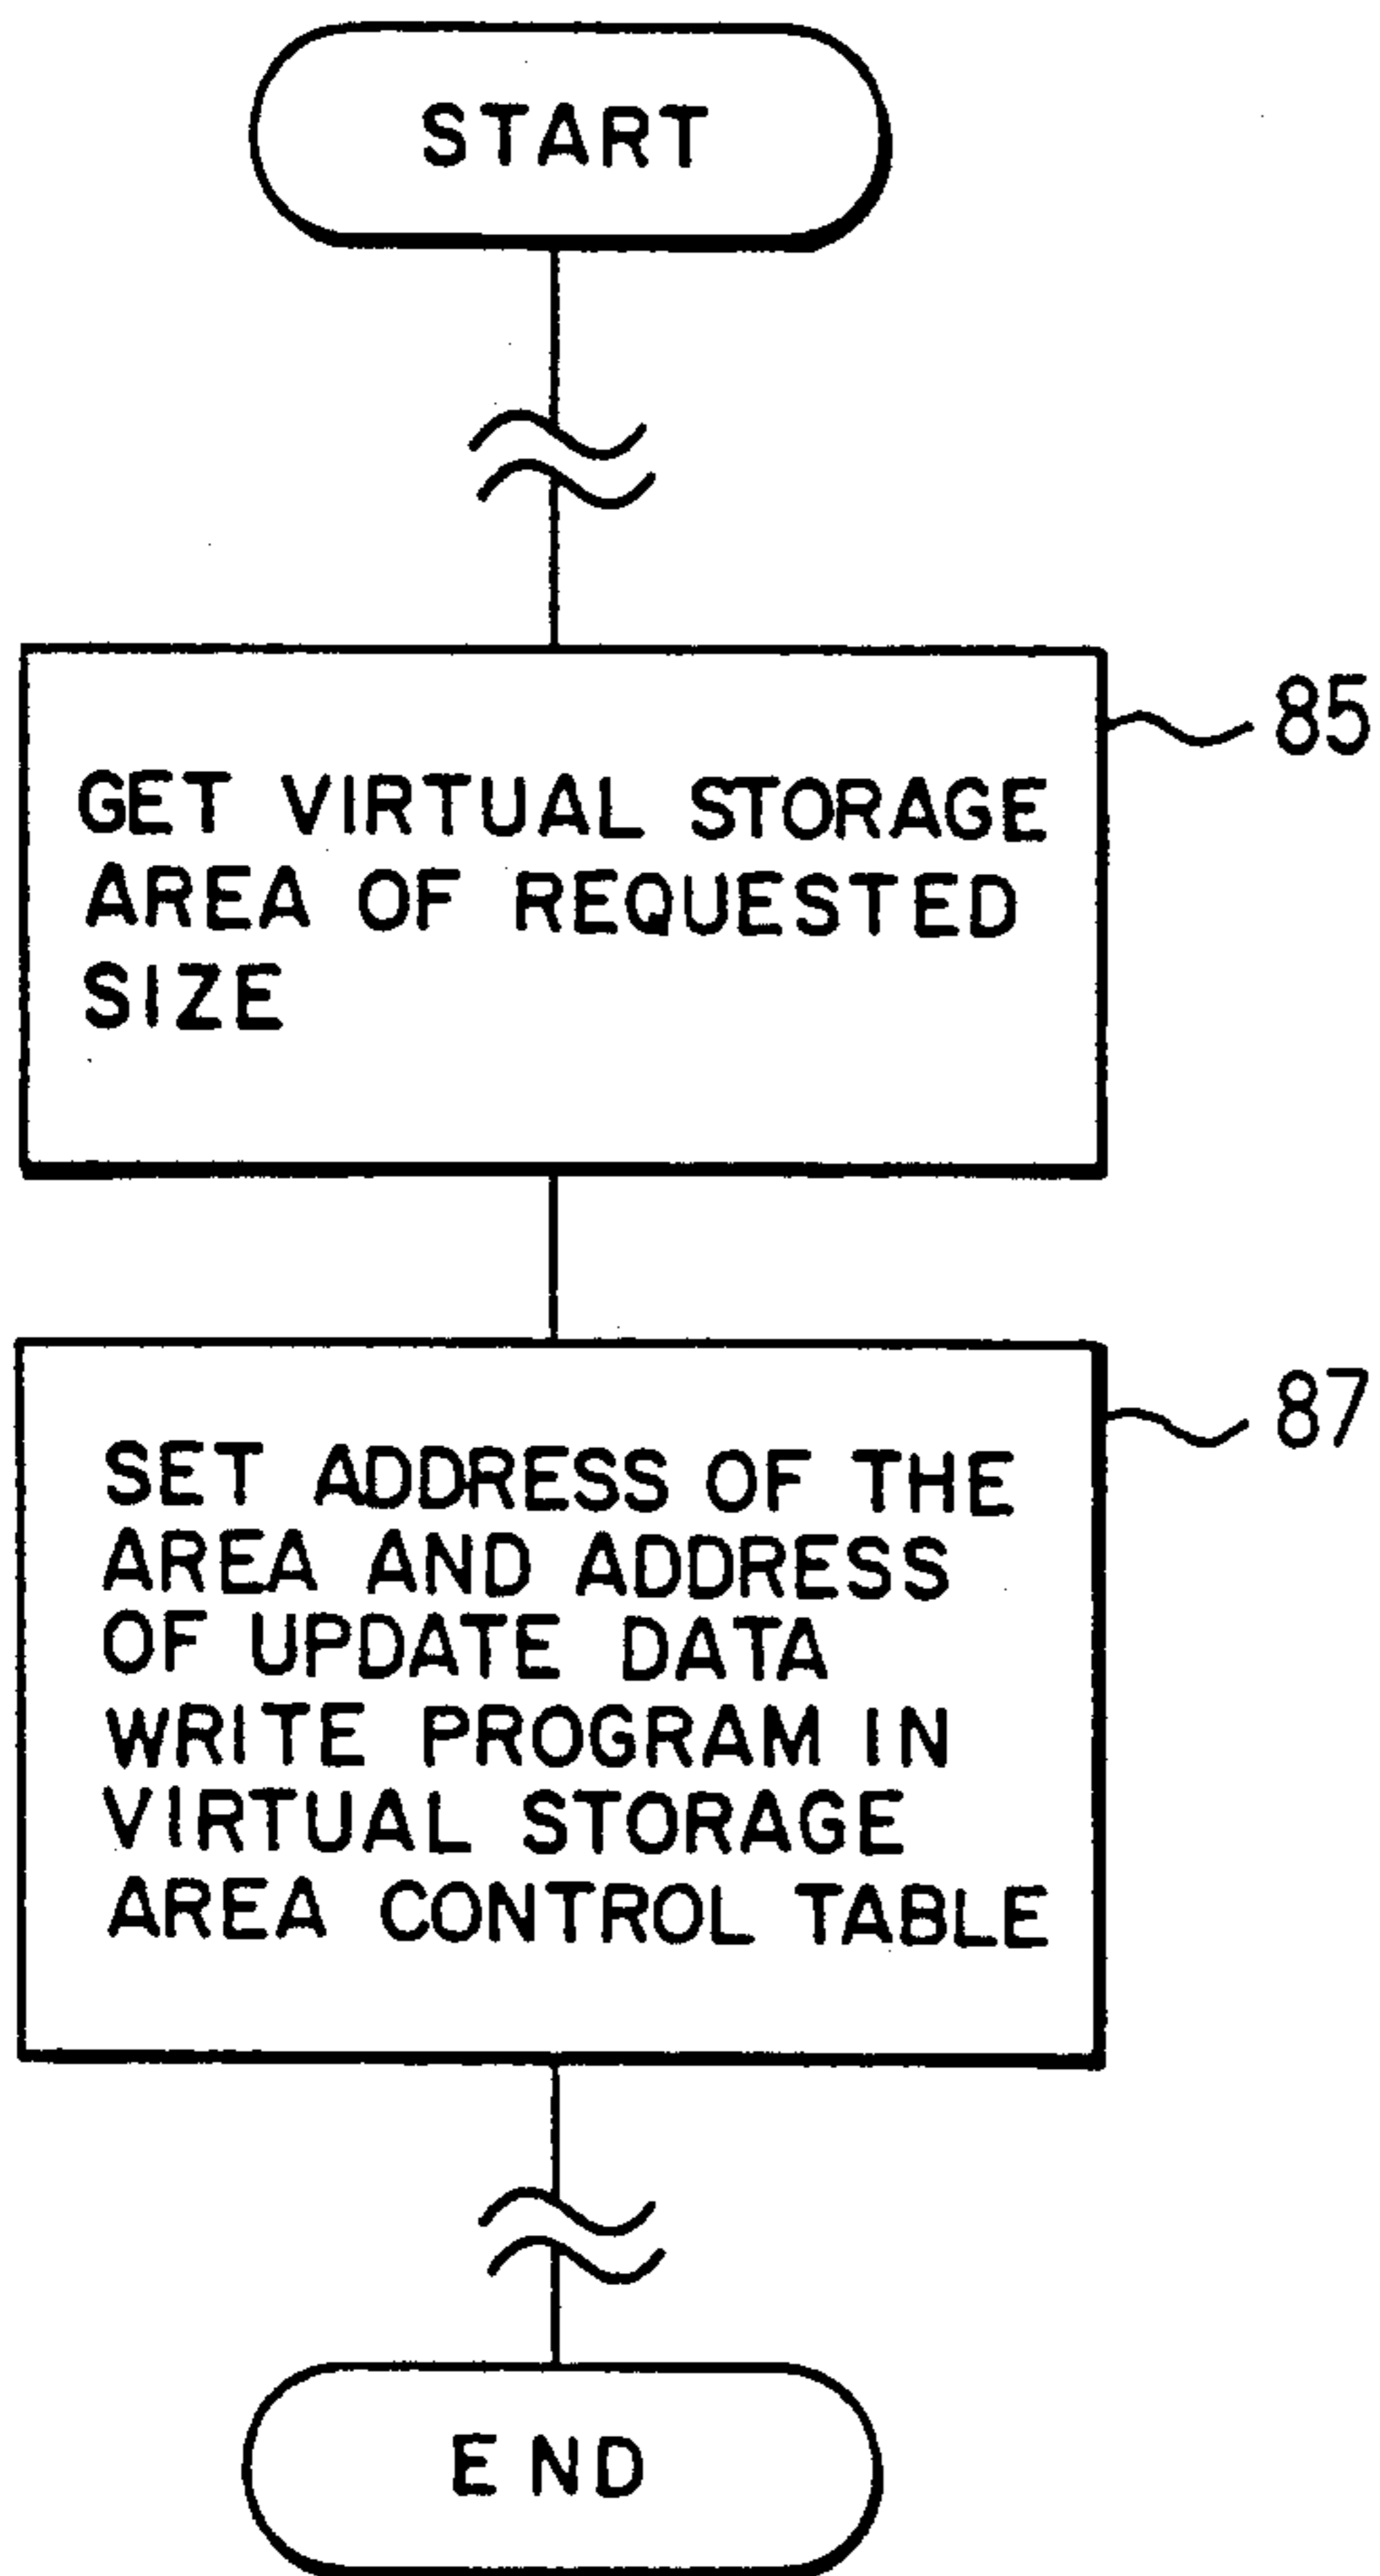 START
85
GET VIRTUAL STORAGE
AREA OF REQUESTED
SIZE
87
SET ADDRESS OF THE
AREA AND ADDRESS
OF UPDATE DATA
WRITE PROGRAM IN
VIRTUAL STORAGE
AREA CONTROL TABLE
END